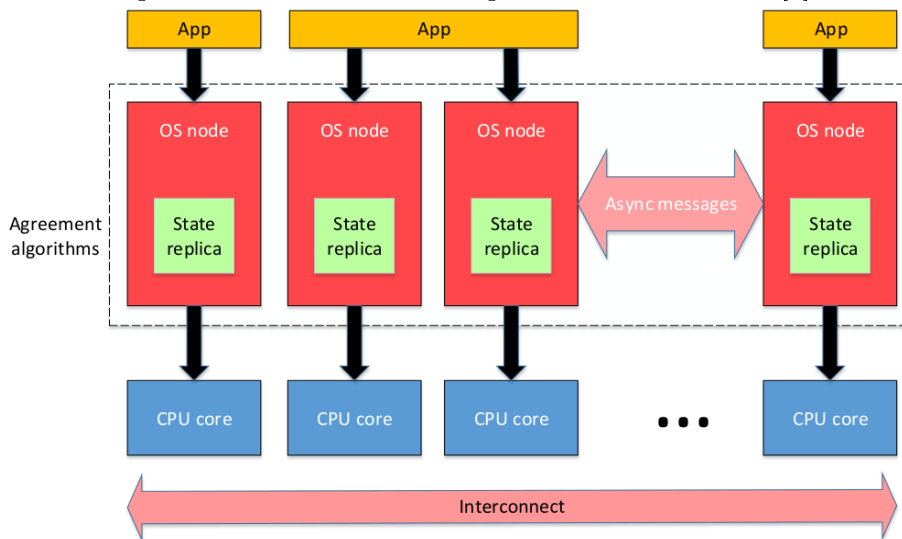 App
App
App
OS node
OS node
OS node
OS node
Async messages
Agreement
algorithms
State
replica
State
replica
State
replica
State
replica
CPU core
CPU core
CPU core
...
CPU core
Interconnect